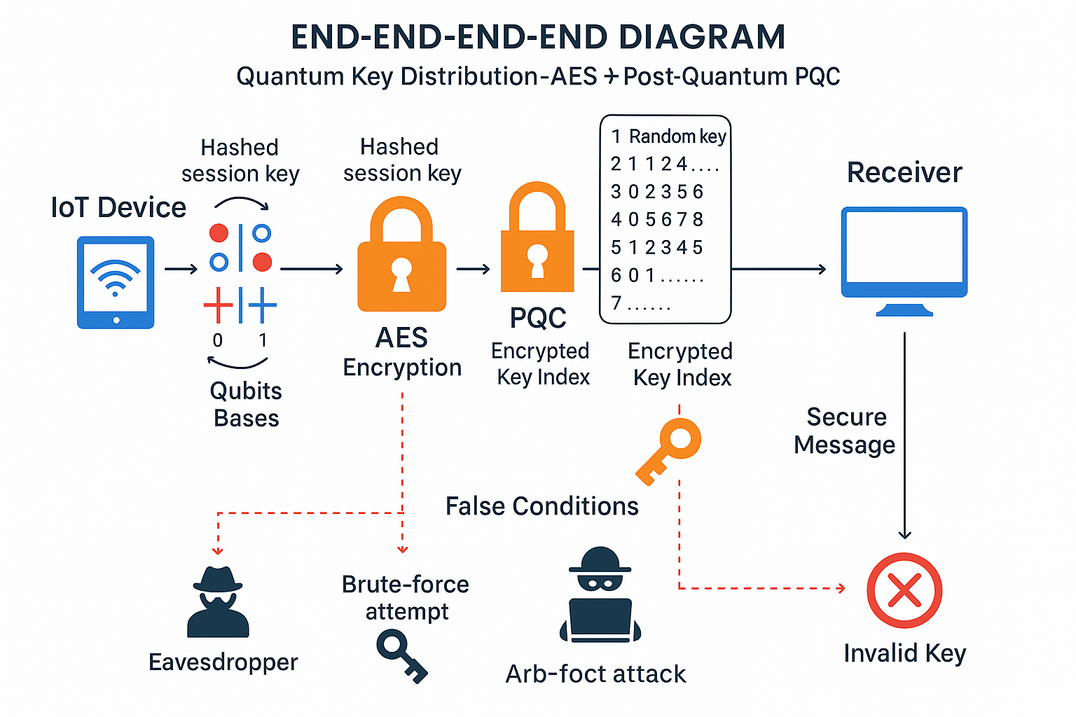 END-END-END-END DIAGRAM
Quantum Key Distribution-AES + Post-Quantum PQC
IoT Device
Hashed
session key
0 1
Qubits
Bases
Hashed
session key
AES
Encryption
PQC
Encrypted
Key Index
1 Random key
2 1 1 2 4 ....
3 0 2 3 5 6
4 0 5 6 7 8
5 1 2 3 4 5
6 0 1 ......
7 ......
Encrypted
Key Index
Receiver
Secure
Message
False Conditions
Eavesdropper
Brute-force
attempt
Arb-foct attack
Invalid Key